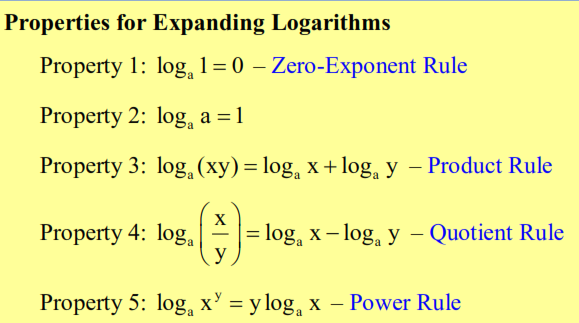 Properties for Expanding Logarithms
Property 1: logₐ 1 = 0 – Zero-Exponent Rule
Property 2: logₐ a = 1
Property 3: logₐ (xy) = logₐ x + logₐ y – Product Rule
Property 4: logₐ (x/y) = logₐ x – logₐ y – Quotient Rule
Property 5: logₐ xʸ = y logₐ x – Power Rule